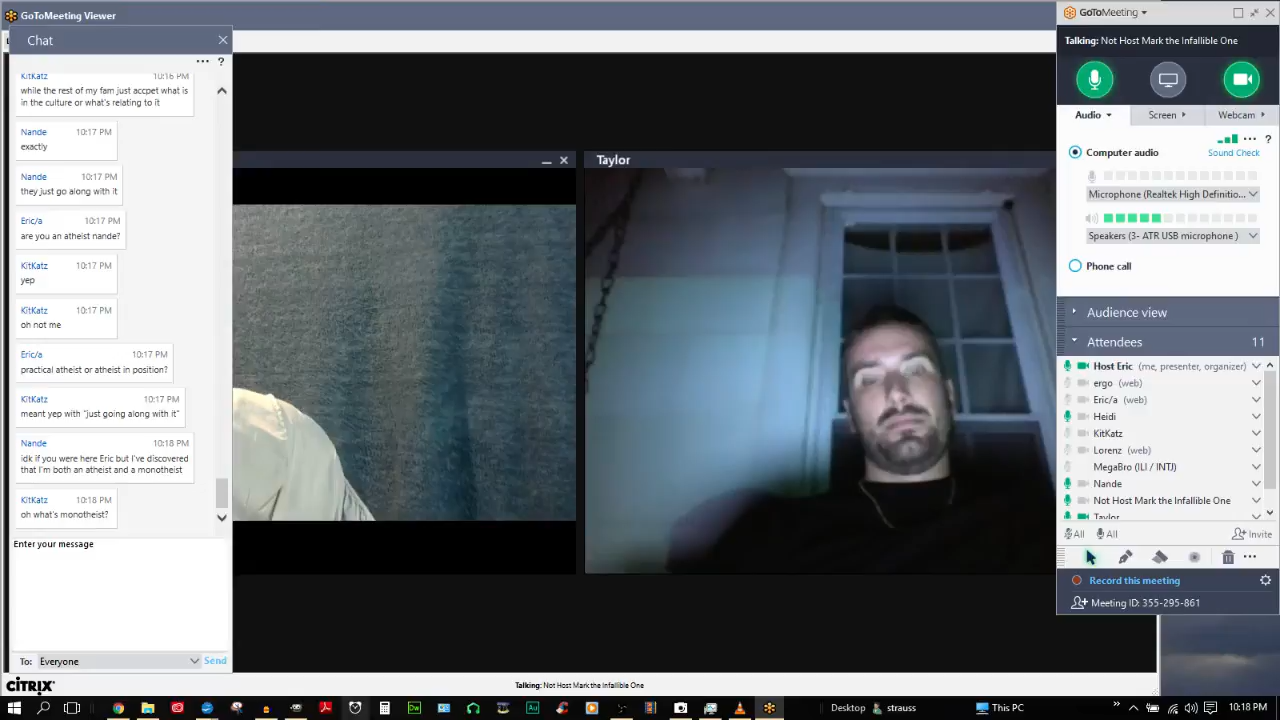 GoToMeeting Viewer
Chat
... ?
KitKatz 10:16 PM
while the rest of my fam just accpet what is
in the culture or what's relating to it
Nande 10:17 PM
exactly
Nande 10:17 PM
they just go along with it
Eric/a 10:17 PM
are you an atheist nande?
KitKatz 10:17 PM
yep
KitKatz 10:17 PM
oh not me
Eric/a 10:17 PM
practical atheist or atheist in position?
KitKatz 10:17 PM
meant yep with "just going along with it"
Nande 10:18 PM
idk if you were here Eric but I've discovered
that I'm both an atheist and a monotheist
KitKatz 10:18 PM
oh what's monotheist?
Enter your message
To: Everyone Send
CITRIX
Taylor
Talking: Not Host Mark the Infallible One
GoToMeeting
Talking: Not Host Mark the Infallible One
Audio Screen Webcam
... ?
Computer audio Sound Check
Microphone (Realtek High Definitio...
Speakers (3- ATR USB microphone )
Phone call
Audience view
Attendees 11
Host Eric (me, presenter, organizer)
ergo (web)
Eric/a (web)
Heidi
KitKatz
Lorenz (web)
MegaBro (ILI / INTJ)
Nande
Not Host Mark the Infallible One
Taylor
All All Invite
Record this meeting
Meeting ID: 355-295-861
Dw Au Desktop strauss This PC 10:18 PM